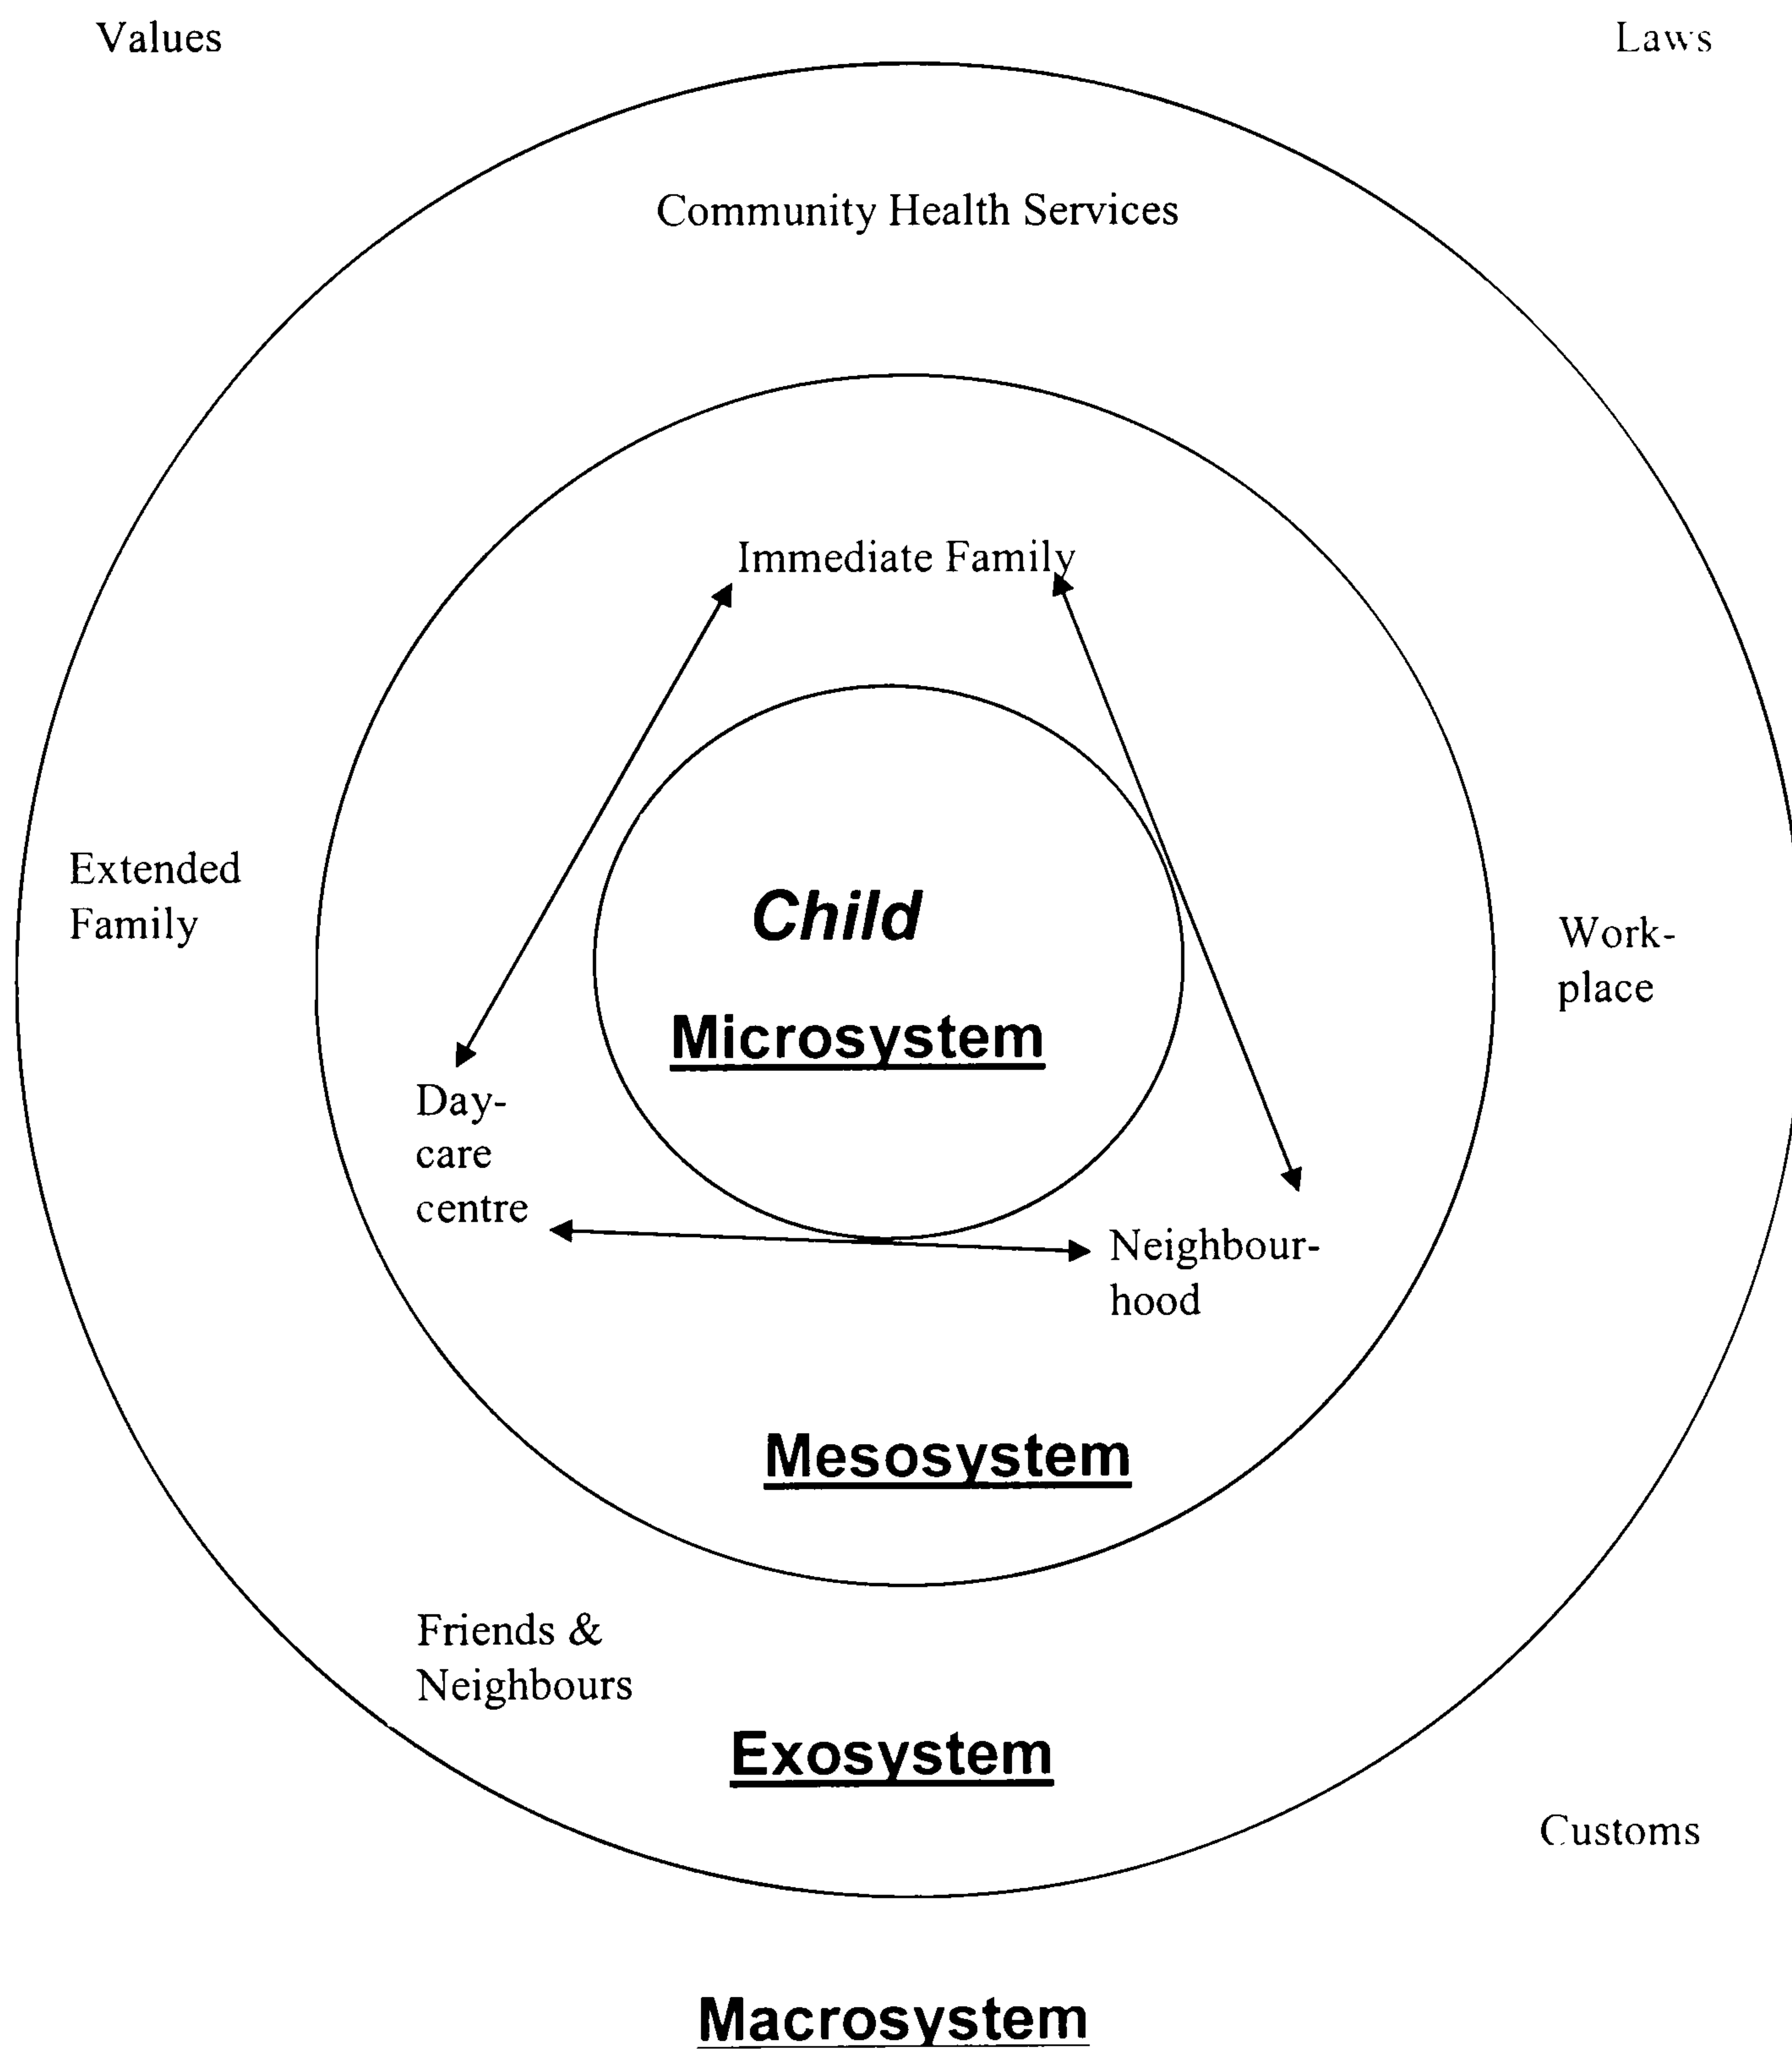 Values
Laws
Community Health Services
Immediate Family
Extended
Family
Child
Work-
place
Microsystem
Day-
care
centre
Neighbour-
hood
Mesosystem
Friends &
Neighbours
Exosystem
Customs
Macrosystem